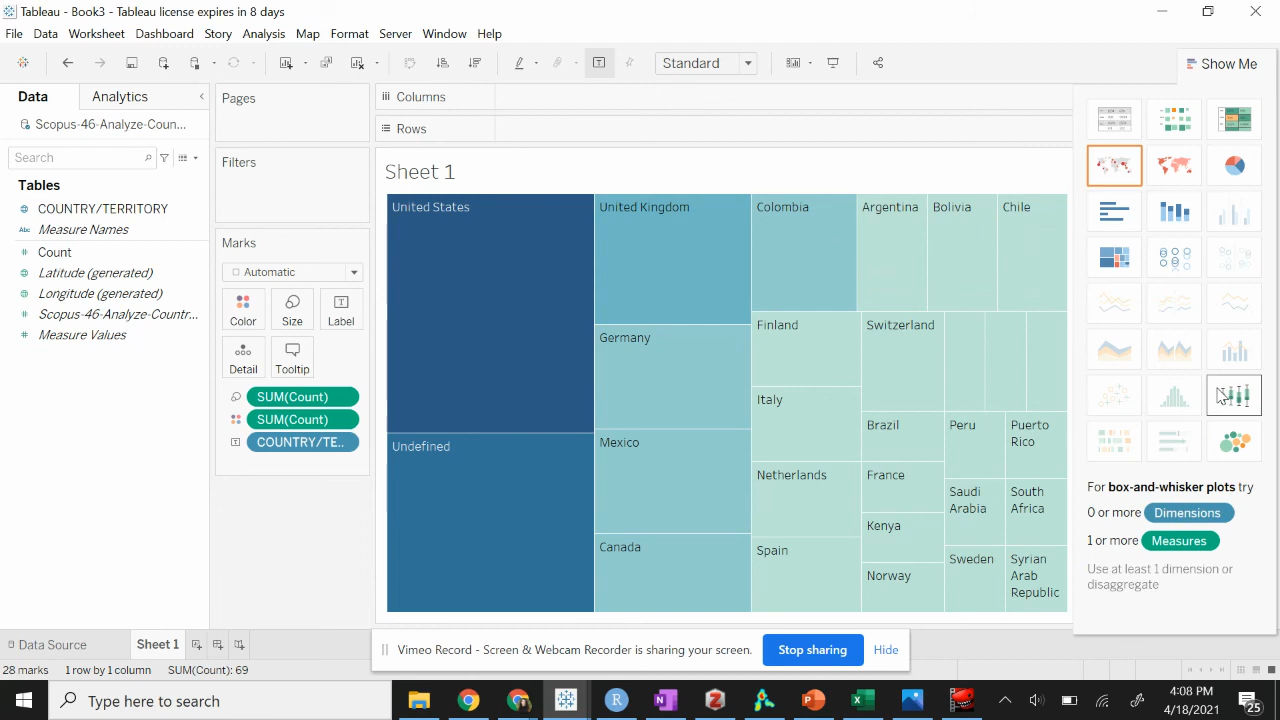 Tableau - Book3 - Tableau license expires in 8 days
File Data Worksheet Dashboard Story Analysis Map Format Server Window Help
Standard
Show Me
Data Analytics
Scopus-46-Analyze-Coun...
Search
Tables
COUNTRY/TERRITORY
Abc Measure Names
Count
Latitude (generated)
Longitude (generated)
Scopus-46-Analyze-Countr...
Measure Values
Pages
Filters
Marks
Automatic
Color Size Label
Detail Tooltip
SUM(Count)
SUM(Count)
COUNTRY/TE..
Columns
Rows
Sheet 1
United States
Undefined
United Kingdom
Germany
Mexico
Canada
Colombia
Argentina
Bolivia
Chile
Finland
Italy
Netherlands
Spain
Switzerland
Brazil
France
Kenya
Norway
Peru
Puerto
Rico
Saudi
Arabia
South
Africa
Sweden
Syrian
Arab
Republic
For box-and-whisker plots try
0 or more Dimensions
1 or more Measures
Use at least 1 dimension or
disaggregate
Data Source Sheet 1
Vimeo Record - Screen & Webcam Recorder is sharing your screen. Stop sharing Hide
28 marks 1 row by 1 column SUM(Count): 69
Type here to search
4:08 PM
4/18/2021
25